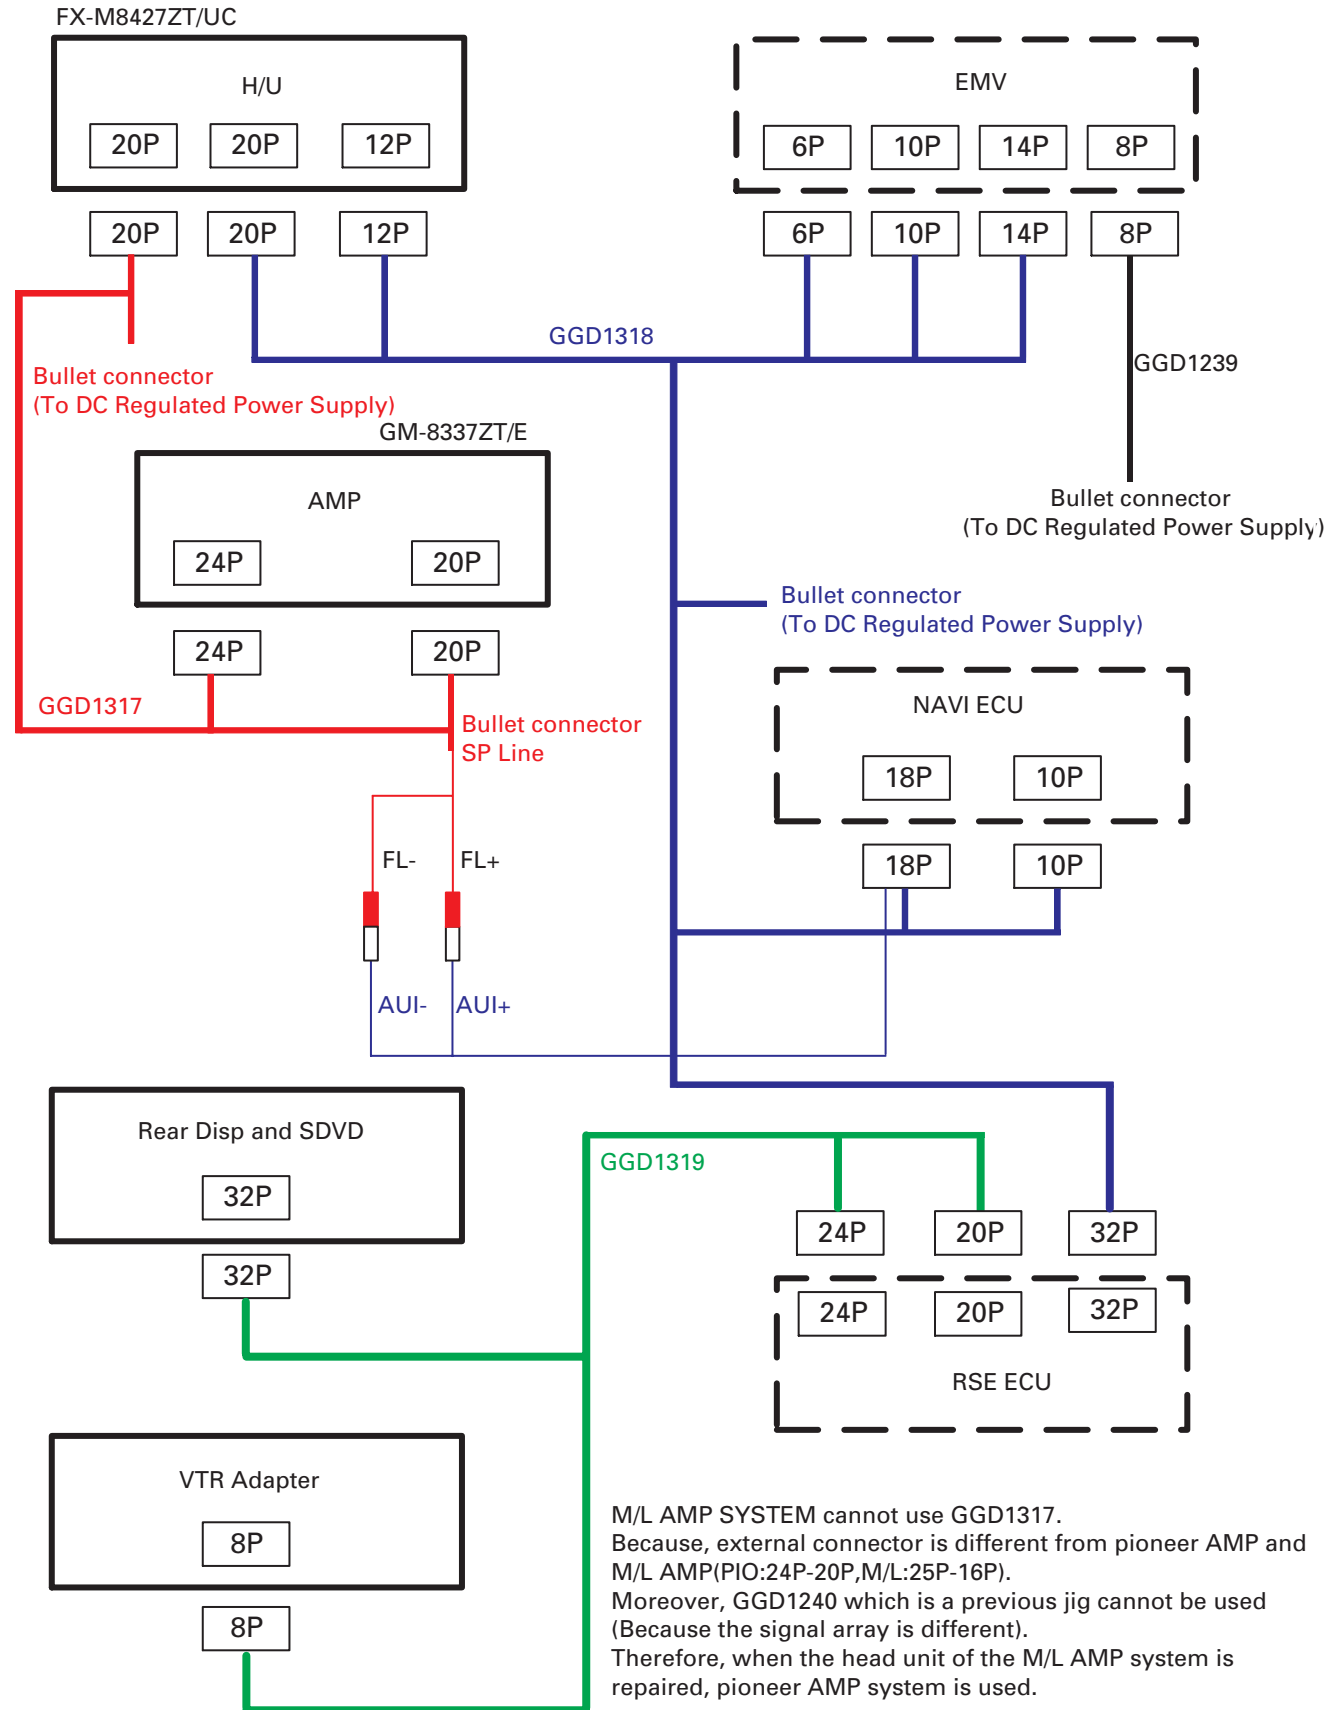 FX-M8427ZT/UC
H/U
20P 20P 12P
20P 20P 12P
EMV
6P 10P 14P 8P
6P 10P 14P 8P
GGD1318
GGD1239
Bullet connector
(To DC Regulated Power Supply)
Bullet connector
(To DC Regulated Power Supply)
GM-8337ZT/E
AMP
24P 20P
24P 20P
GGD1317
Bullet connector
SP Line
Bullet connector
(To DC Regulated Power Supply)
NAVI ECU
18P 10P
18P 10P
FL- FL+
AUI- AUI+
Rear Disp and SDVD
32P
32P
GGD1319
24P 20P 32P
24P 20P 32P
RSE ECU
VTR Adapter
8P
8P
M/L AMP SYSTEM cannot use GGD1317.
Because, external connector is different from pioneer AMP and
M/L AMP(PIO:24P-20P,M/L:25P-16P).
Moreover, GGD1240 which is a previous jig cannot be used
(Because the signal array is different).
Therefore, when the head unit of the M/L AMP system is
repaired, pioneer AMP system is used.